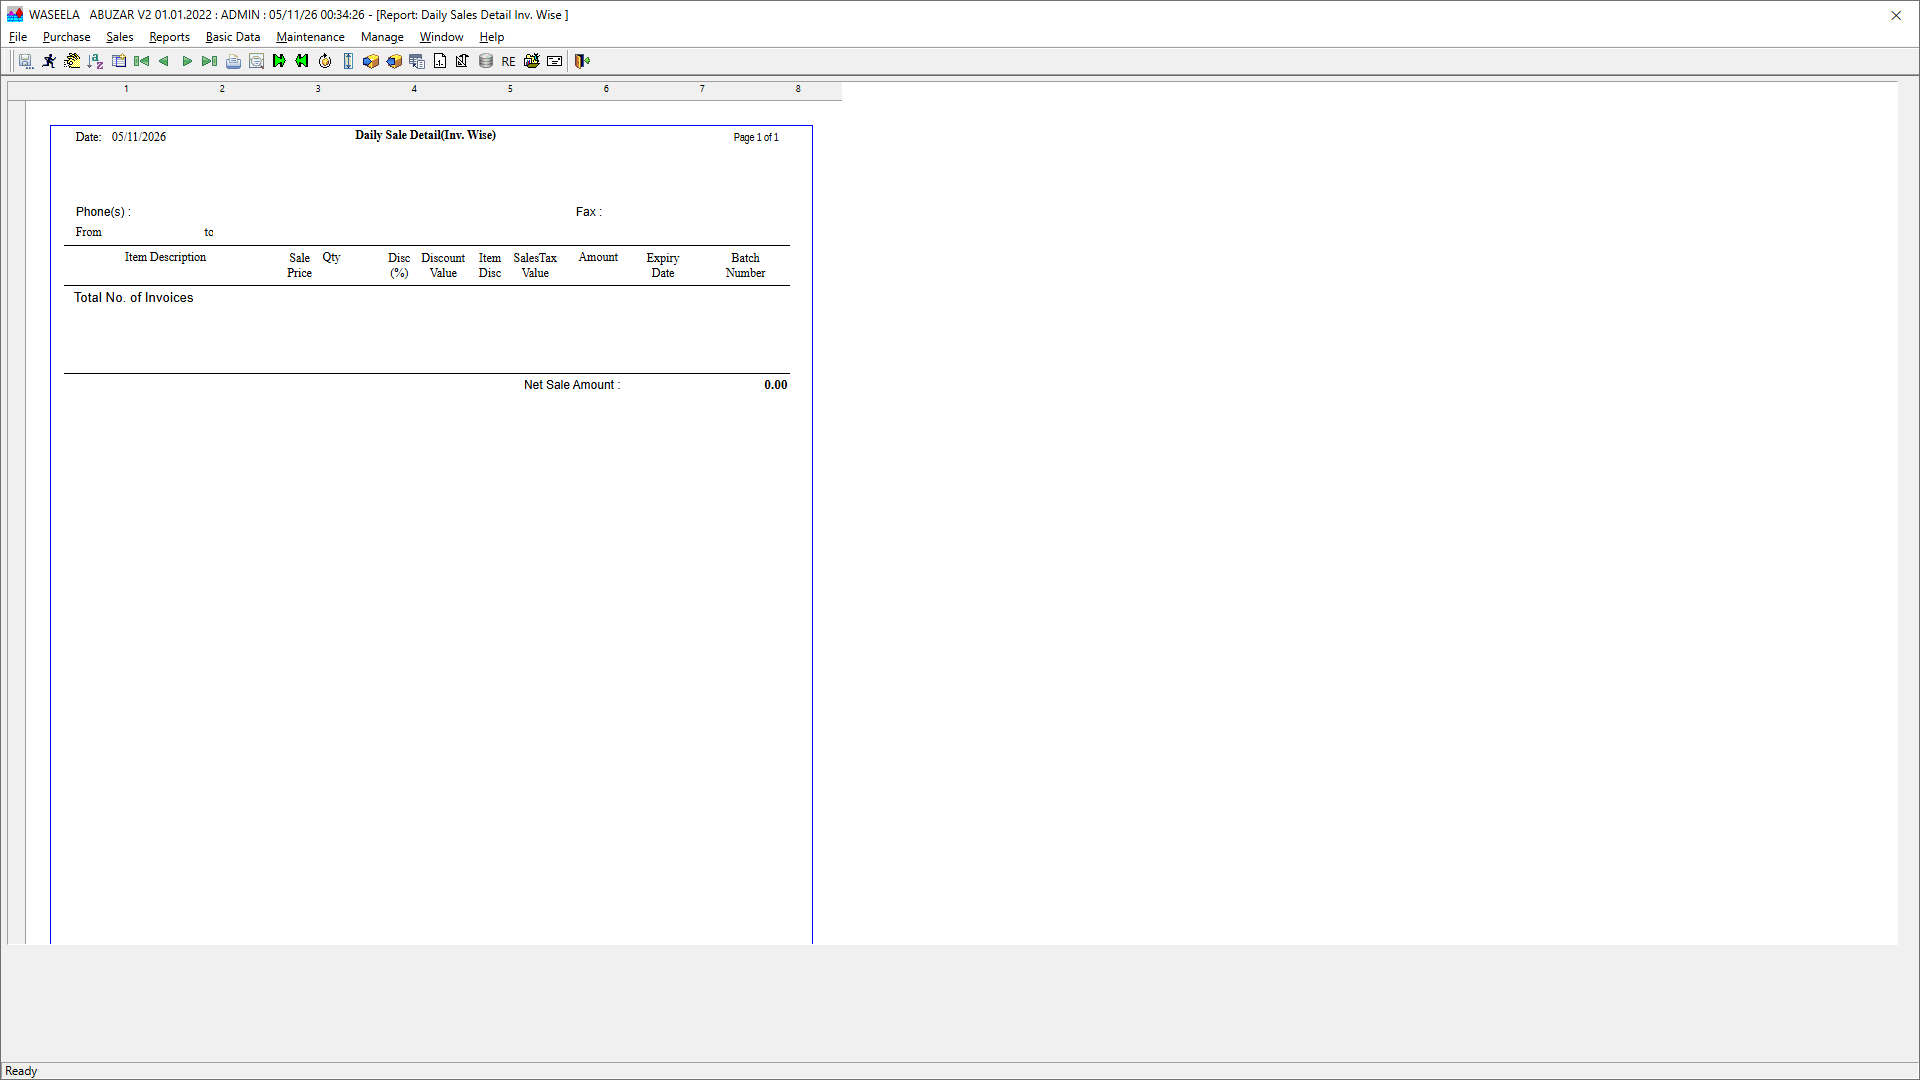 WASEELA   ABUZAR V2 01.01.2022 : ADMIN : 05/11/26 00:34:26 - [Report: Daily Sales Detail Inv. Wise ]
File Purchase Sales Reports Basic Data Maintenance Manage Window Help
RE
1 2 3 4 5 6 7 8
Date: 05/11/2026 Daily Sale Detail(Inv. Wise) Page 1 of 1
Phone(s) : Fax :
From to
Item Description Sale Qty Disc Discount Item SalesTax Amount Expiry Batch
Price (%) Value Disc Value Date Number
Total No. of Invoices
Net Sale Amount : 0.00
Ready